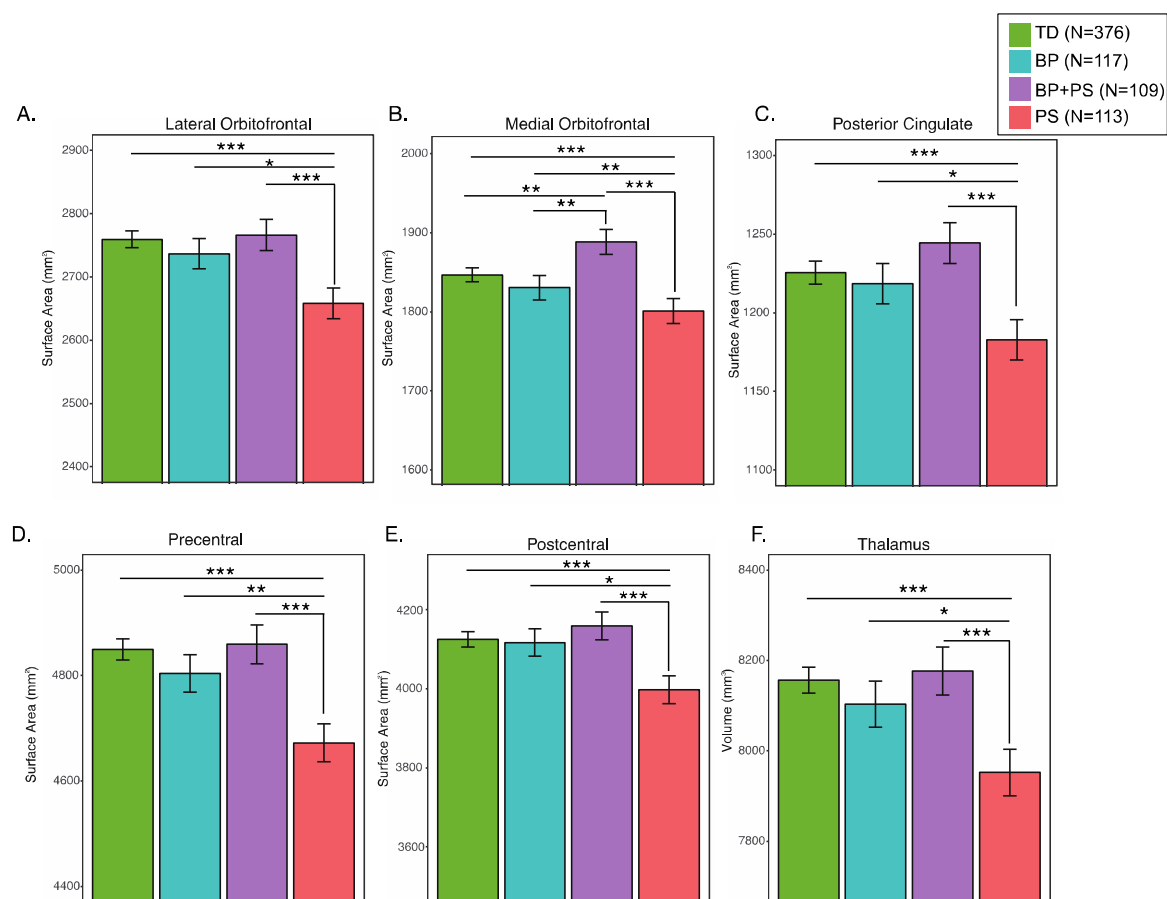 TD (N=376)
BP (N=117)
BP+PS (N=109)
PS (N=113)
A.
Lateral Orbitofrontal
Surface Area (mm²)
2900
2800
2700
2600
2500
2400
***
*
***
B.
Medial Orbitofrontal
Surface Area (mm²)
2000
1900
1800
1700
1600
***
**
** ***
**
C.
Posterior Cingulate
Surface Area (mm²)
1300
1250
1200
1150
1100
***
*
***
D.
Precentral
Surface Area (mm²)
5000
4800
4600
4400
***
**
***
E.
Postcentral
Surface Area (mm²)
4200
4000
3800
3600
***
*
***
F.
Thalamus
Volume (mm³)
8400
8200
8000
7800
***
*
***